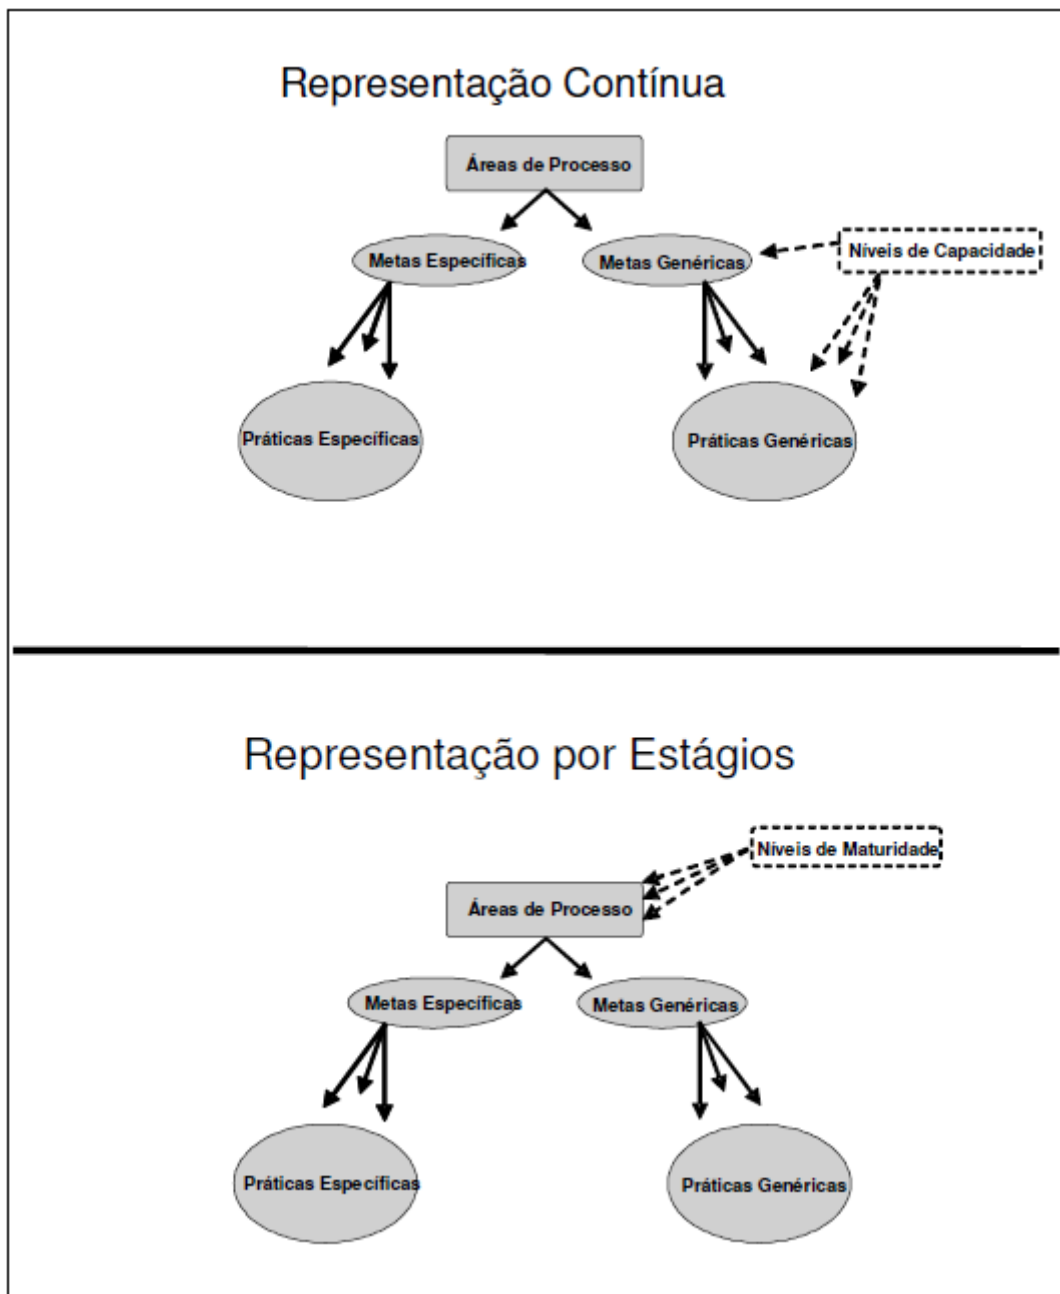 Representação Contínua
Áreas de Processo
Metas Específicas
Metas Genéricas
Níveis de Capacidade
Práticas Específicas
Práticas Genéricas
Representação por Estágios
Níveis de Maturidade
Áreas de Processo
Metas Específicas
Metas Genéricas
Práticas Específicas
Práticas Genéricas